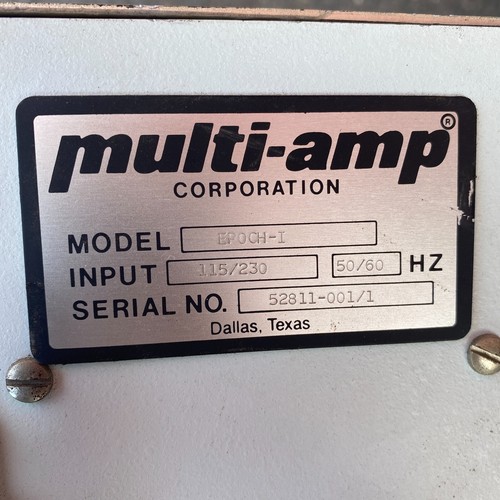 multi-amp®
CORPORATION
MODEL EPOCH-I
INPUT 115/230 50/60 HZ
SERIAL NO. 52811-001/1
Dallas, Texas